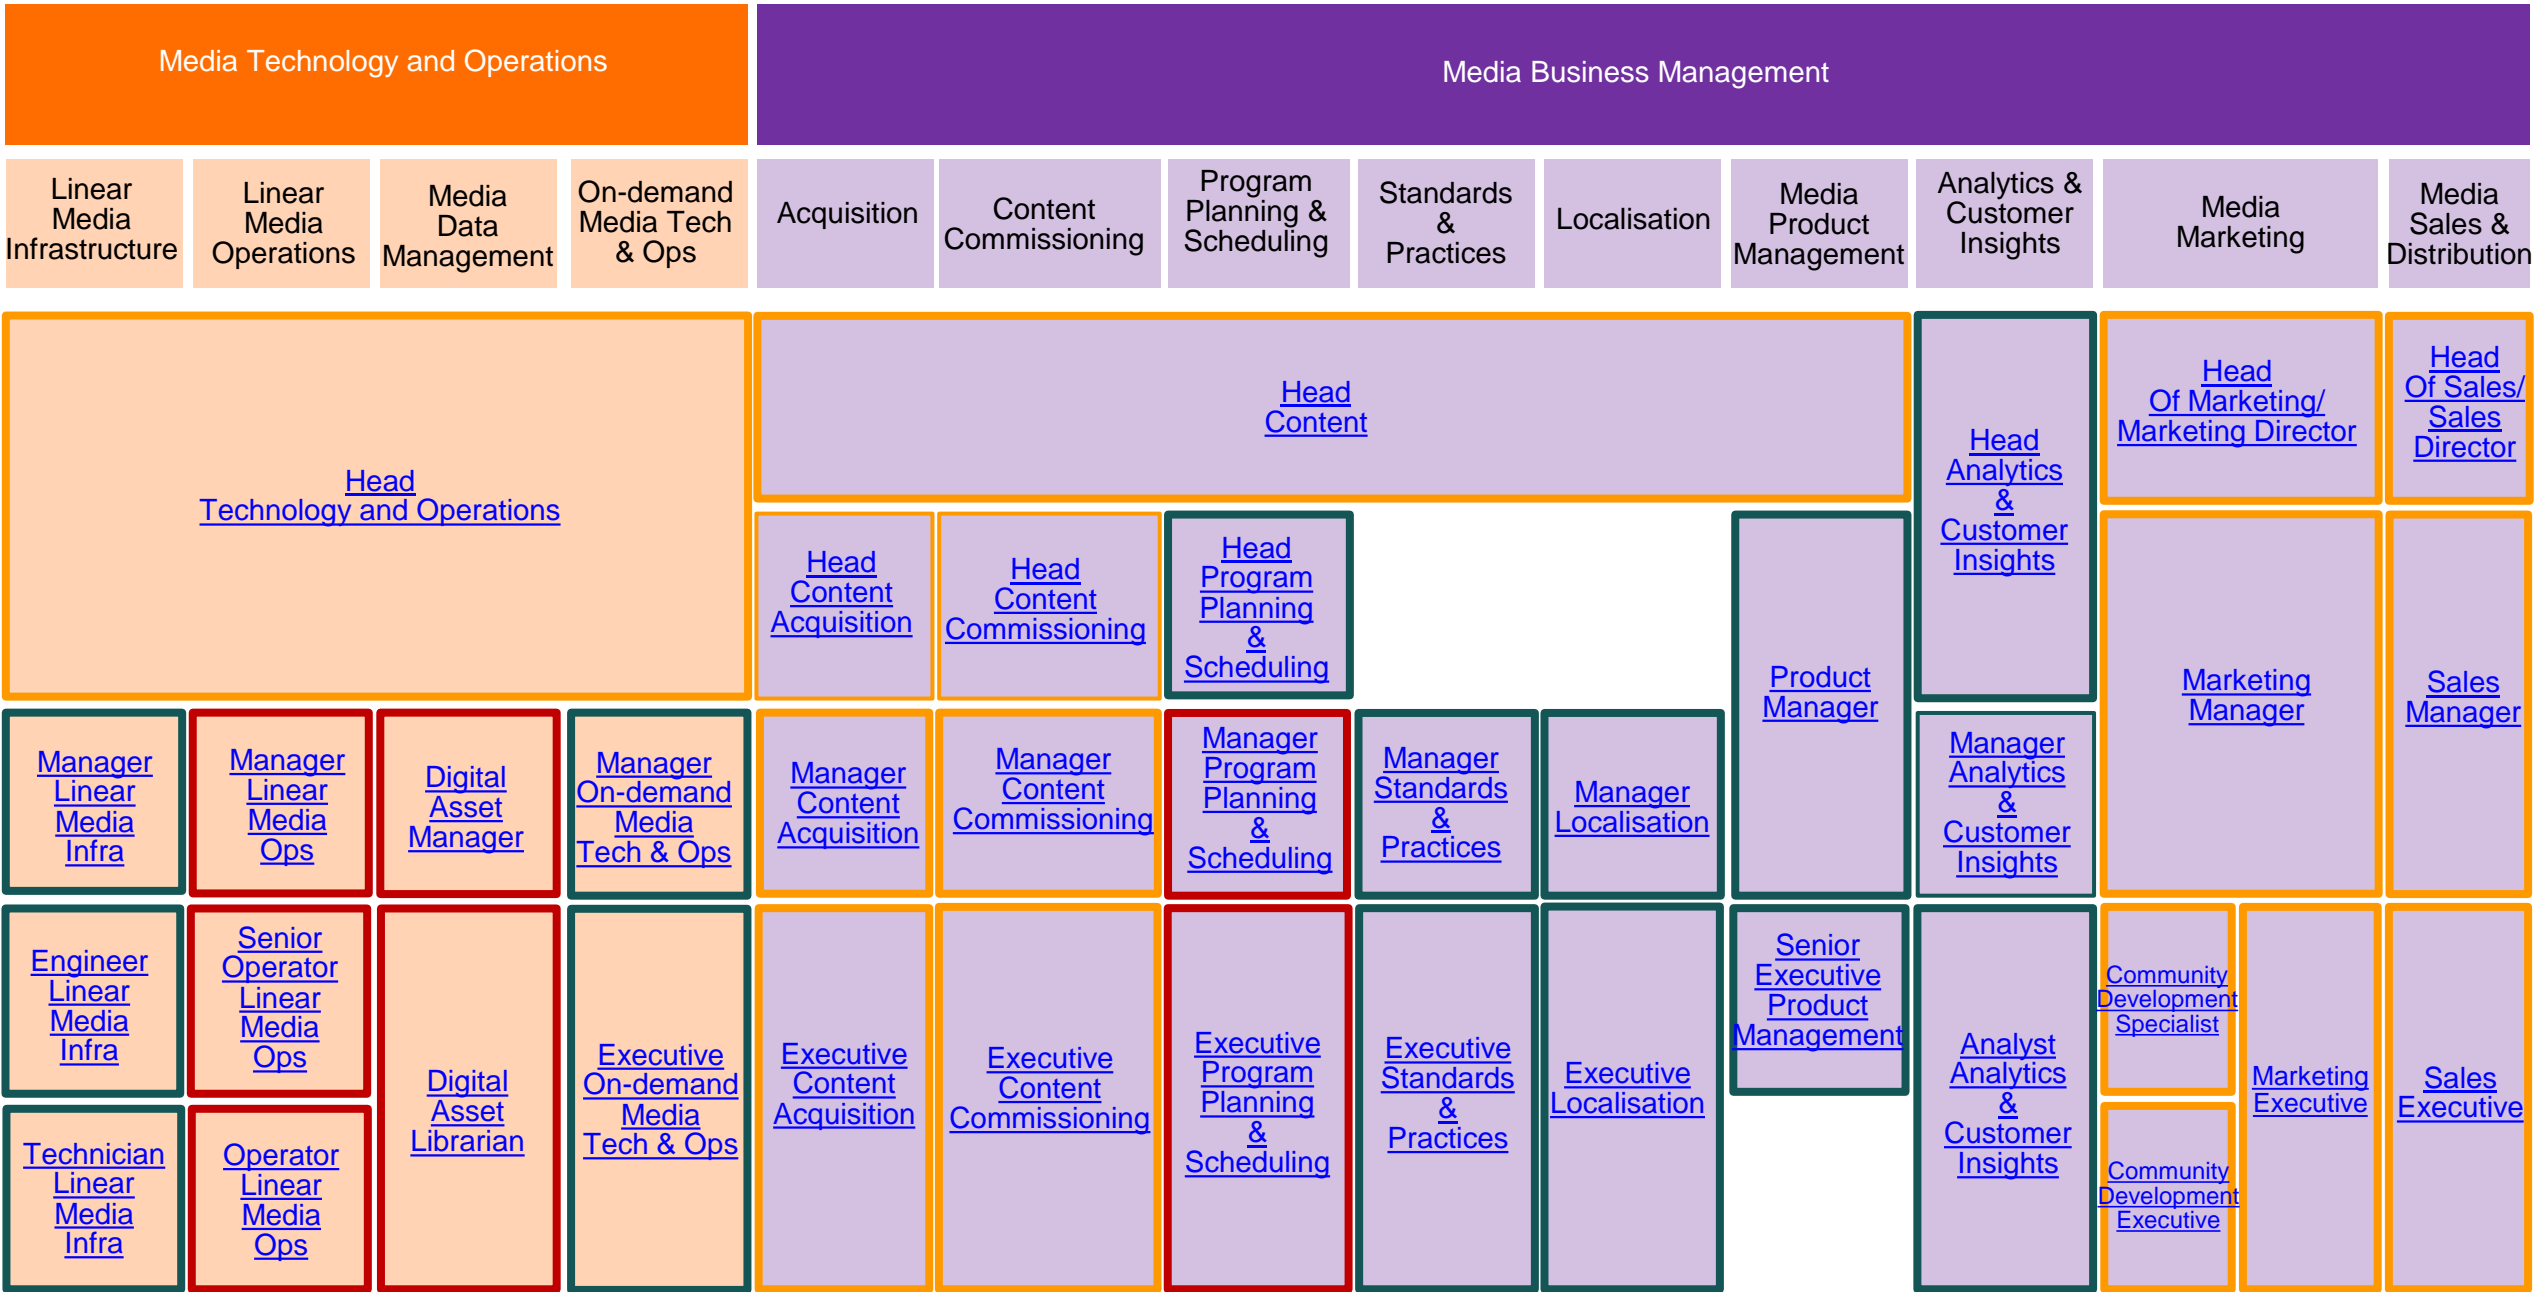 Media Technology and Operations
Media Business Management
Linear
Media
Infrastructure
Linear
Media
Operations
Media
Data
Management
On-demand
Media Tech
& Ops
Acquisition
Content
Commissioning
Program
Planning &
Scheduling
Standards
&
Practices
Localisation
Media
Product
Management
Analytics &
Customer
Insights
Media
Marketing
Media
Sales &
Distribution
Head
Technology and Operations
Head
Content
Head
Analytics
&
Customer
Insights
Head
Of Marketing/
Marketing Director
Head
Of Sales/
Sales
Director
Head
Content
Acquisition
Head
Content
Commissioning
Head
Program
Planning
&
Scheduling
Product
Manager
Marketing
Manager
Sales
Manager
Manager
Linear
Media
Infra
Manager
Linear
Media
Ops
Digital
Asset
Manager
Manager
On-demand
Media
Tech & Ops
Manager
Content
Acquisition
Manager
Content
Commissioning
Manager
Program
Planning
&
Scheduling
Manager
Standards
&
Practices
Manager
Localisation
Manager
Analytics
&
Customer
Insights
Engineer
Linear
Media
Infra
Senior
Operator
Linear
Media
Ops
Digital
Asset
Librarian
Executive
On-demand
Media
Tech & Ops
Executive
Content
Acquisition
Executive
Content
Commissioning
Executive
Program
Planning
&
Scheduling
Executive
Standards
&
Practices
Executive
Localisation
Senior
Executive
Product
Management
Analyst
Analytics
&
Customer
Insights
Community
Development
Specialist
Marketing
Executive
Sales
Executive
Technician
Linear
Media
Infra
Operator
Linear
Media
Ops
Community
Development
Executive